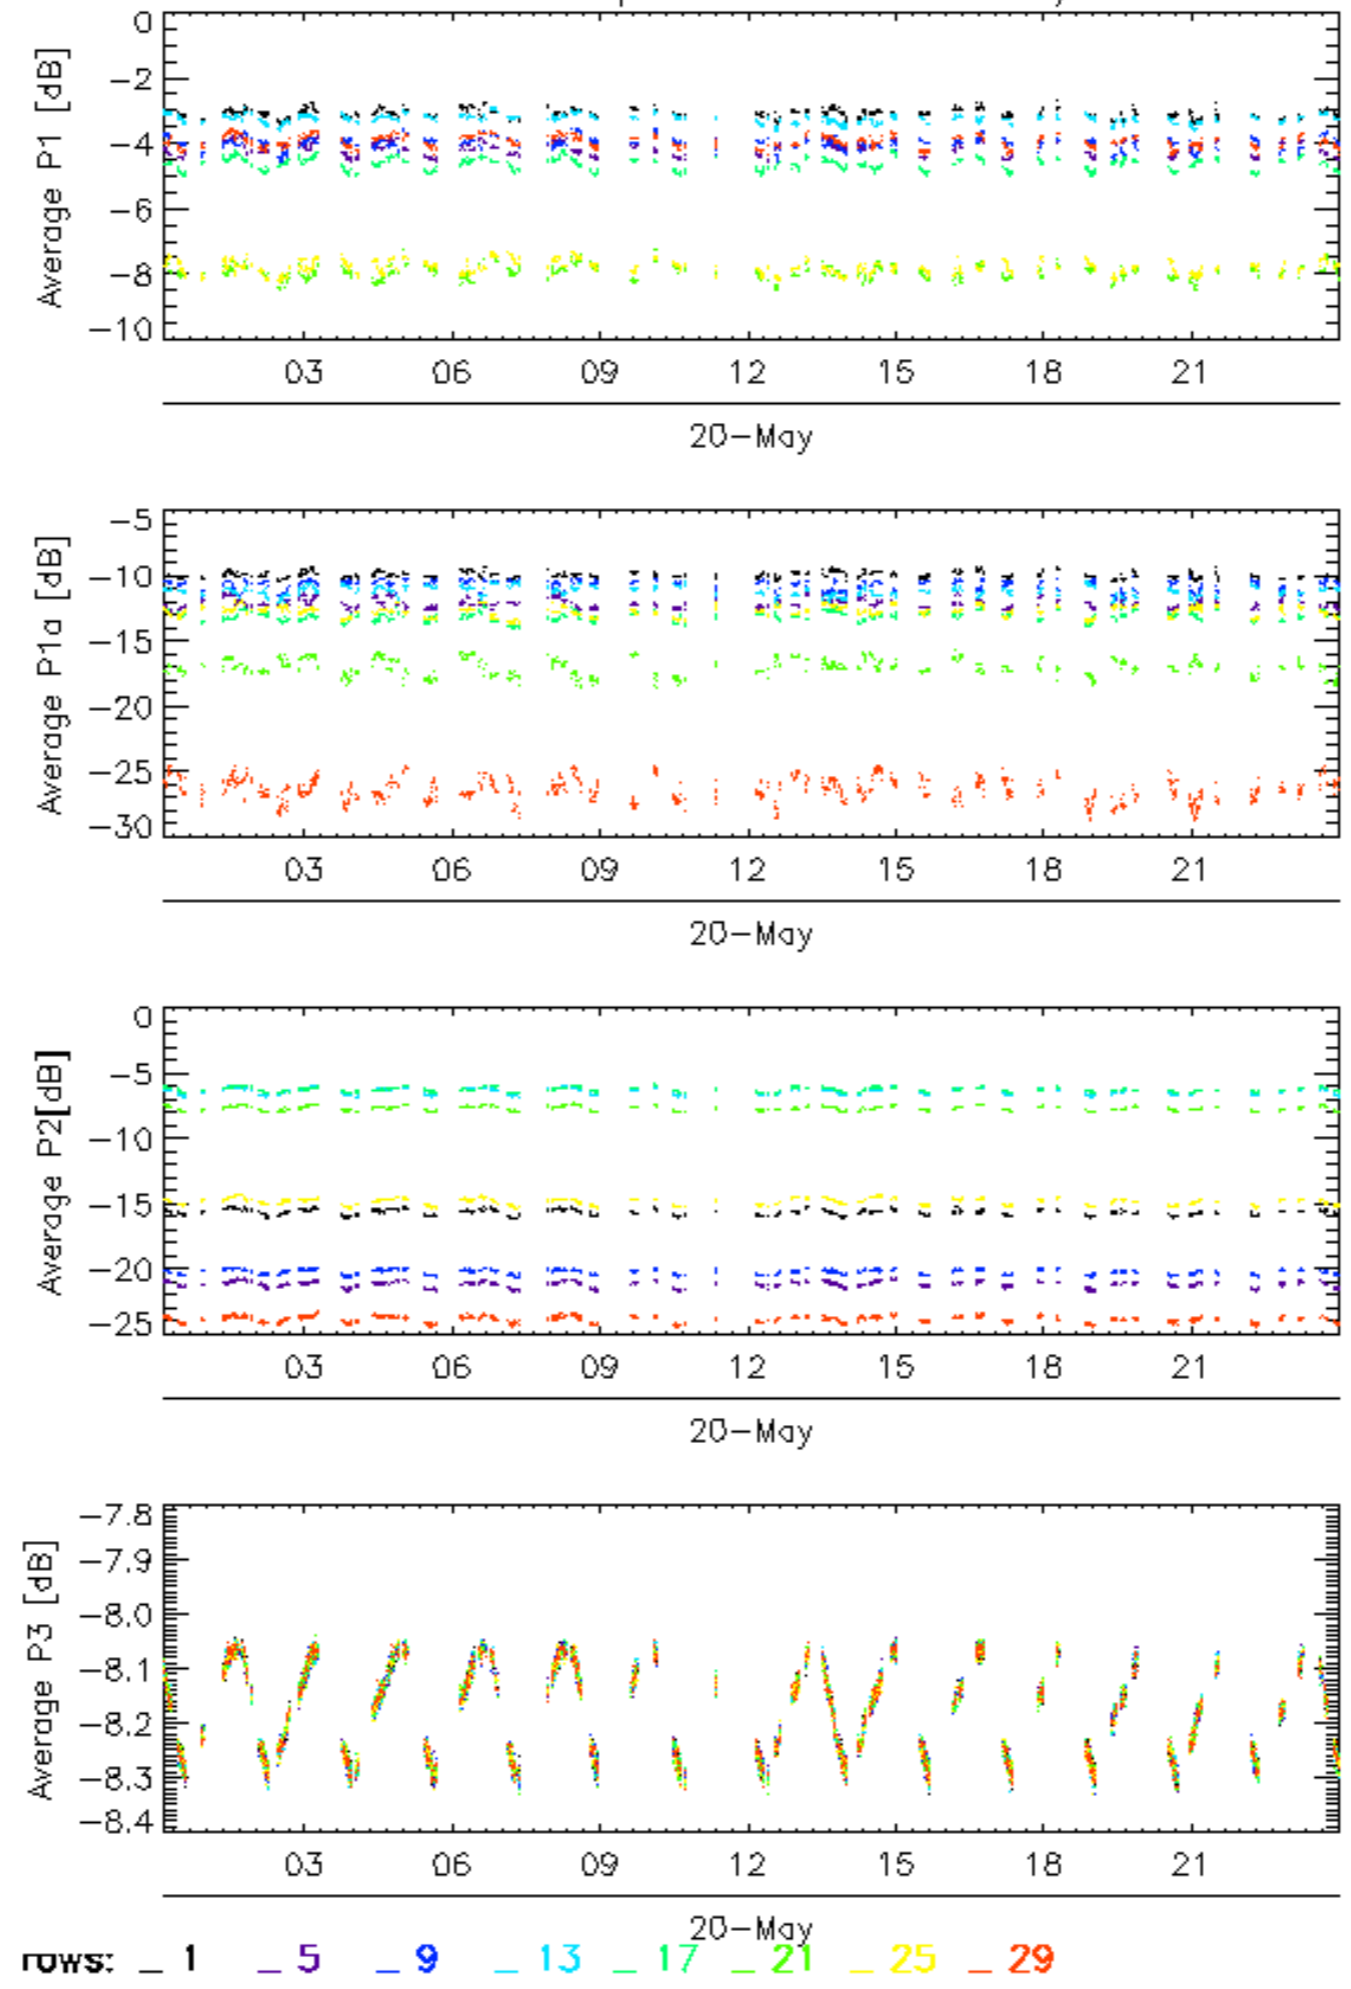 0
−2
−4
−6
−8
−10
Average P1 [dB]
03 06 09 12 15 18 21
20−May
−5
−10
−15
−20
−25
−30
Average P1a [dB]
03 06 09 12 15 18 21
20−May
0
−5
−10
−15
−20
−25
Average P2[dB]
03 06 09 12 15 18 21
20−May
−7.8
−7.9
−8.0
−8.1
−8.2
−8.3
−8.4
Average P3 [dB]
03 06 09 12 15 18 21
20−May
rows: _ 1 _ 5 _ 9 _ 13 _ 17 _ 21 _ 25 _ 29